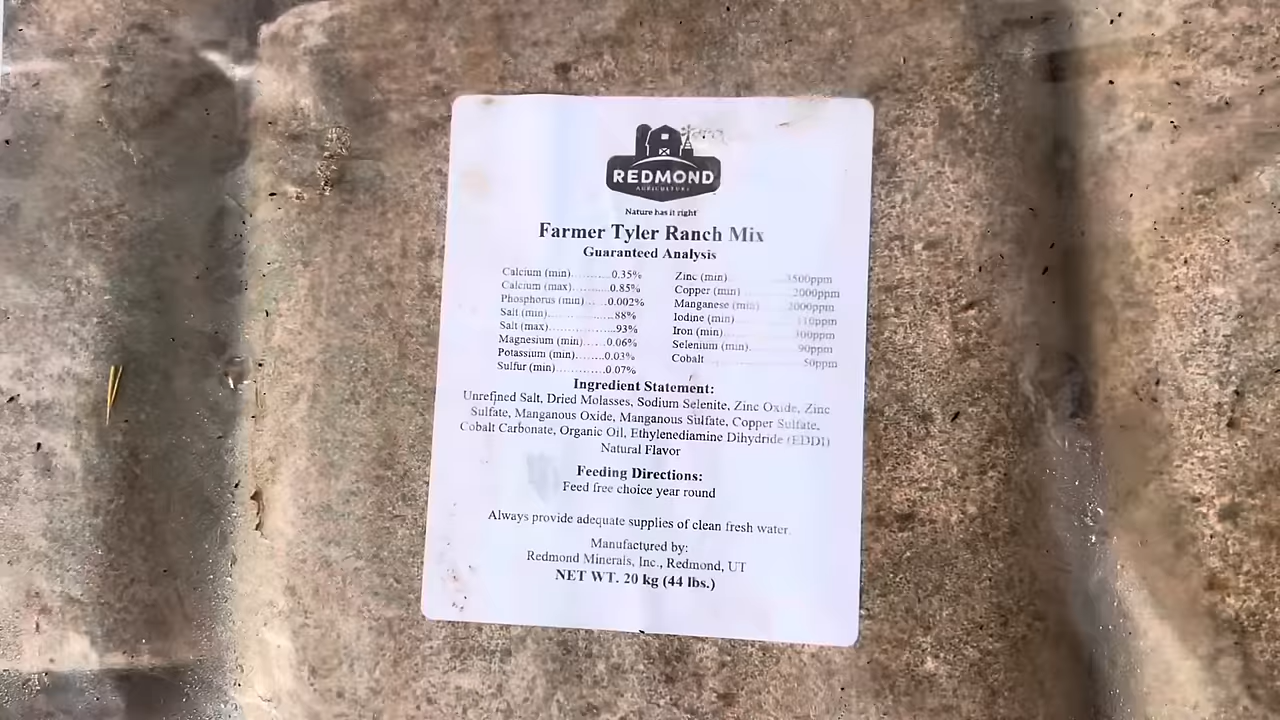 REDMOND
AGRICULTURE
Nature has it right
Farmer Tyler Ranch Mix
Guaranteed Analysis
Calcium (min)..........0.35%
Calcium (max)..........0.85%
Phosphorus (min).....0.002%
Salt (min)................88%
Salt (max)................93%
Magnesium (min)......0.06%
Potassium (min).......0.03%
Sulfur (min)............0.07%
Zinc (min) 3500ppm
Copper (min) 2000ppm
Manganese (min) 2000ppm
Iodine (min) 110ppm
Iron (min)
Selenium (min) 90ppm
Cobalt 50ppm
Ingredient Statement:
Unrefined Salt, Dried Molasses, Sodium Selenite, Zinc Oxide, Zinc
Sulfate, Manganous Oxide, Manganous Sulfate, Copper Sulfate,
Cobalt Carbonate, Organic Oil, Ethylenediamine Dihydride (EDDI)
Natural Flavor
Feeding Directions:
Feed free choice year round
Always provide adequate supplies of clean fresh water.
Manufactured by:
Redmond Minerals, Inc., Redmond, UT
NET WT. 20 kg (44 lbs.)